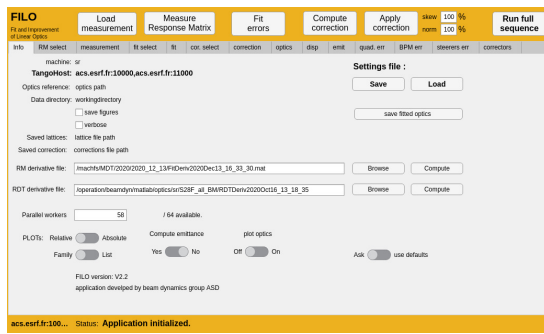 FILO
Fit and Improvement
of Linear Optics
Load
measurement
Measure
Response Matrix
Fit
errors
Compute
correction
Apply
correction
skew 100 %
norm 100 %
Run full
sequence
Info RM select measurement fit select fit cor. select correction optics disp emit quad. err BPM err steerers err correctors
machine: sr
TangoHost: acs.esrf.fr:10000,acs.esrf.fr:11000
Settings file :
Optics reference: optics path
Save Load
Data directory: workingdirectory
save figures
save fitted optics
verbose
Saved lattices: lattice file path
Saved correction: corrections file path
RM derivative file: /machfs/MDT/2020/2020_12_13/FitDeriv2020Dec13_16_33_30.mat Browse Compute
RDT derivative file: /operation/beamdyn/matlab/optics/sr/S28F_all_BM/RDTDeriv2020Oct16_13_18_35 Browse Compute
Parallel workers 58 / 64 available.
Compute emittance plot optics
PLOTs: Relative Absolute Yes No Off On
Family List Ask use defaults
FILO version: V2.2
application develped by beam dynamics group ASD
acs.esrf.fr:100... Status: Application initialized.